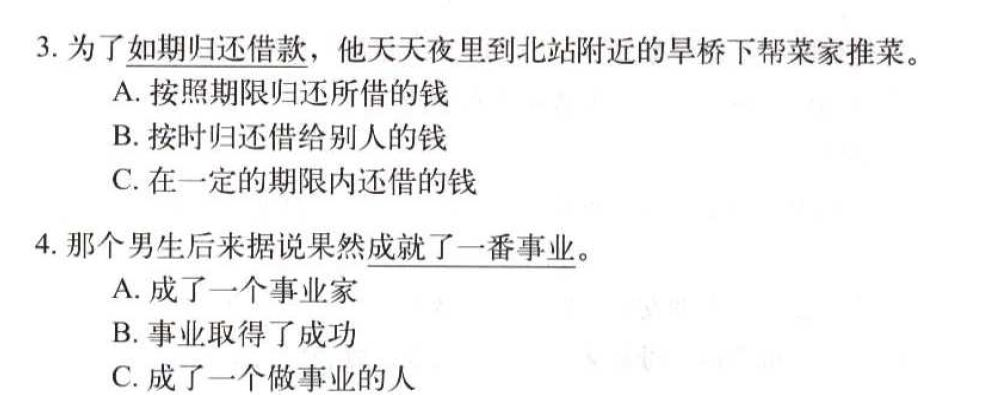 3. 为了如期归还借款，他天天夜里到北站附近的旱桥下帮菜家推菜。
A. 按照期限归还所借的钱
B. 按时归还借给别人的钱
C. 在一定的期限内还借的钱
4. 那个男生后来据说果然成就了一番事业。
A. 成了一个事业家
B. 事业取得了成功
C. 成了一个做事业的人